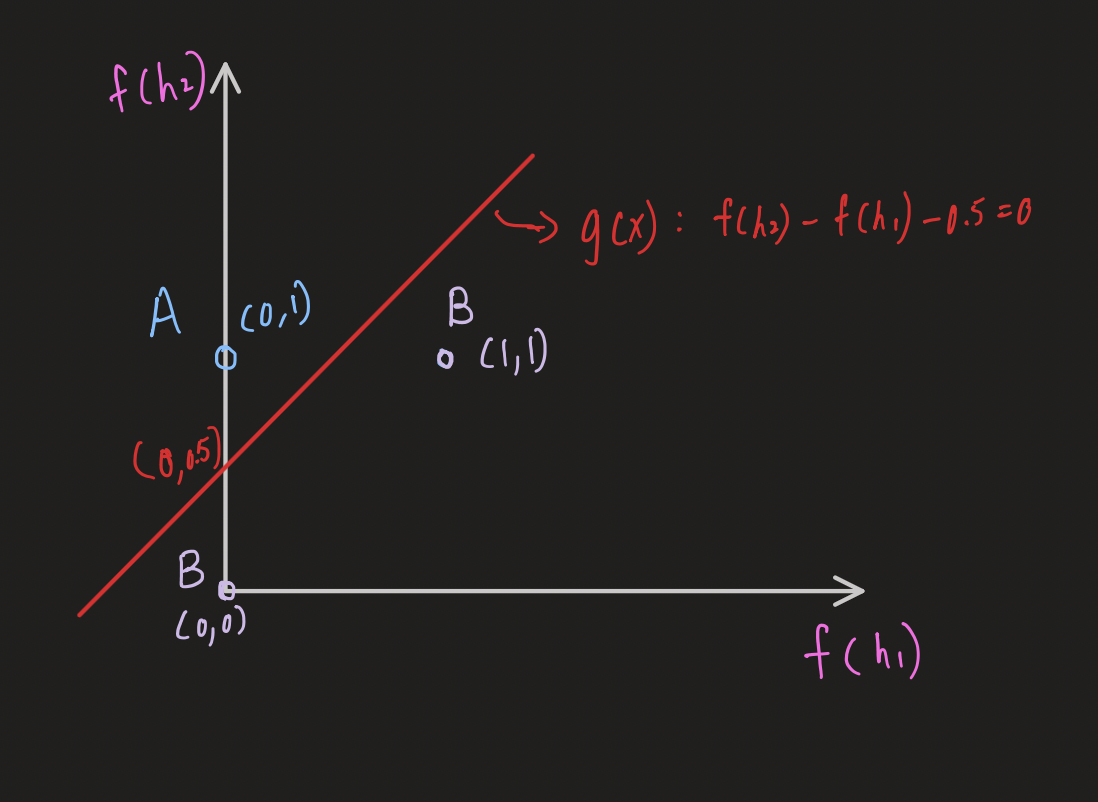 f(h₂)
g(x) : f(h₂) - f(h₁) - 0.5 = 0
A (0,1)
B
(1,1)
(0,0.5)
B
(0,0)
f(h₁)